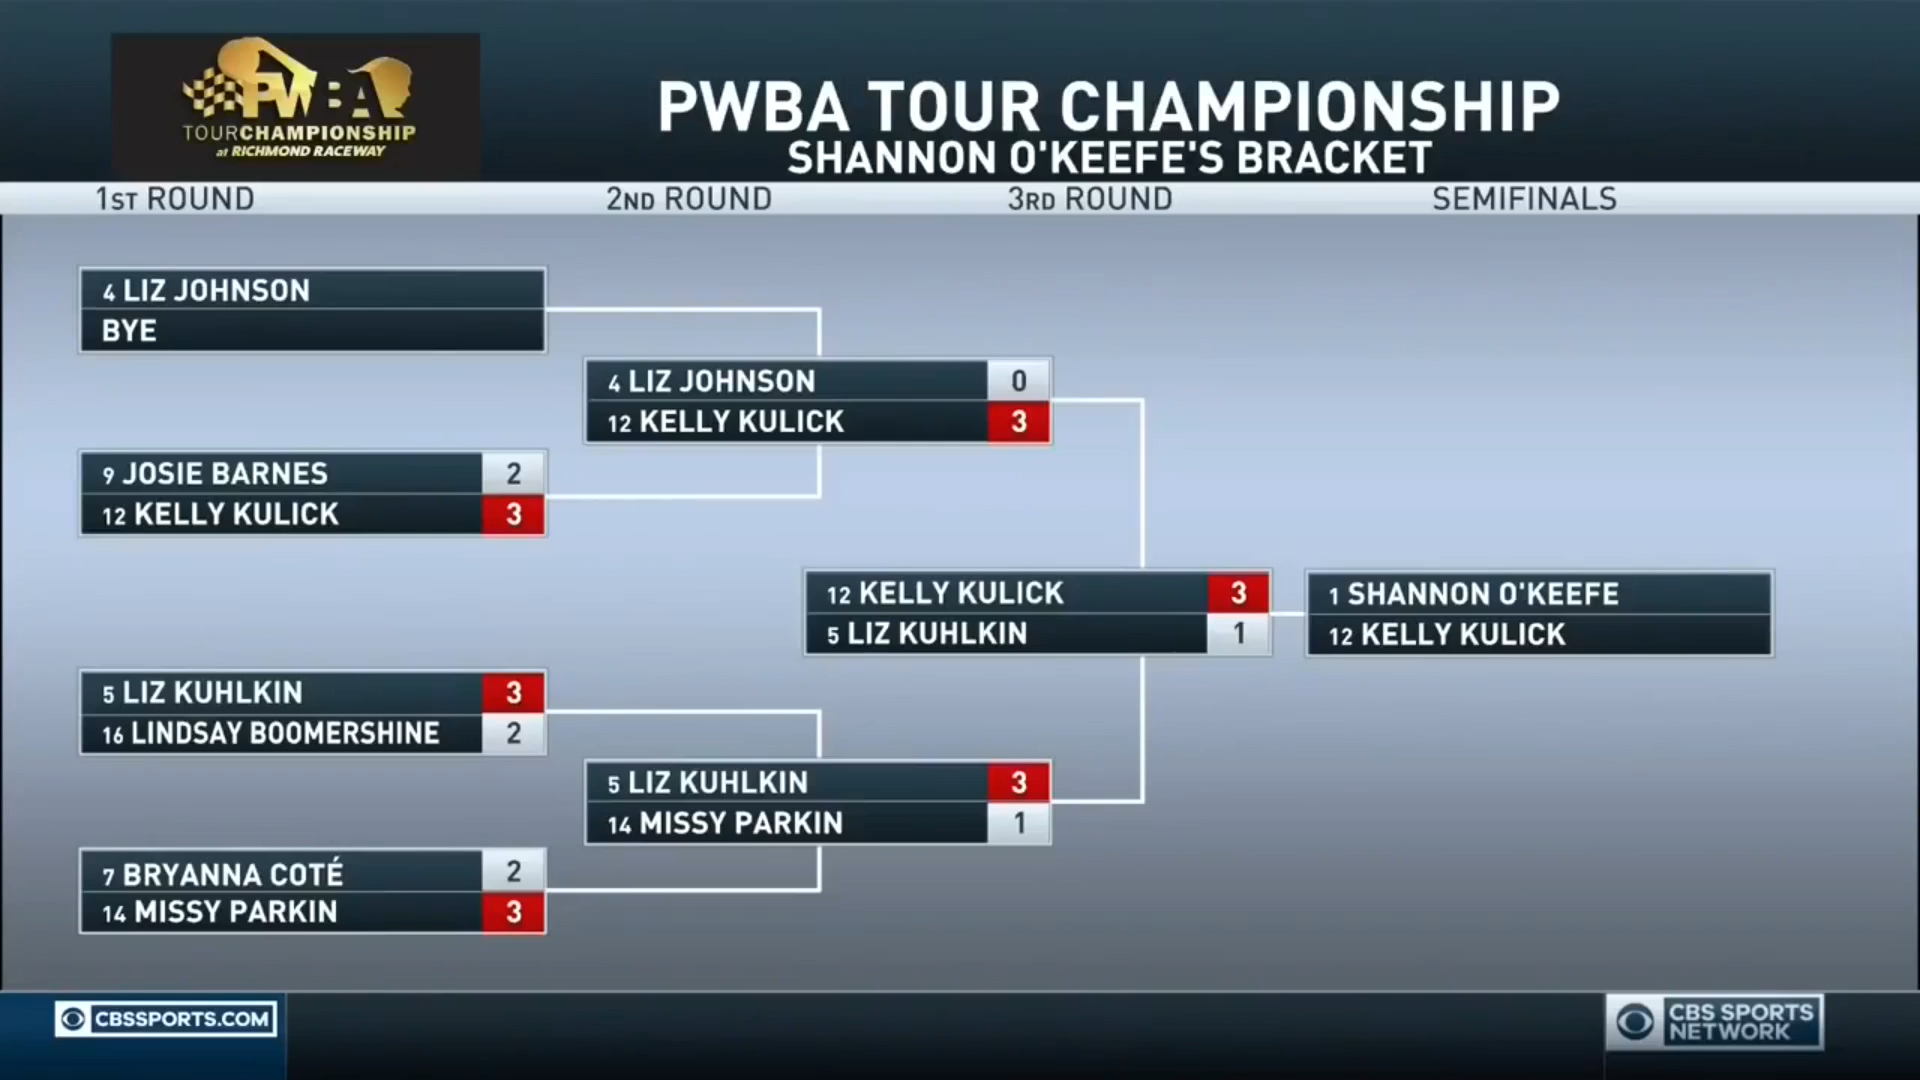 PWBA
TOURCHAMPIONSHIP
at RICHMOND RACEWAY
PWBA TOUR CHAMPIONSHIP
SHANNON O'KEEFE'S BRACKET
1ST ROUND
2ND ROUND
3RD ROUND
SEMIFINALS
4 LIZ JOHNSON
BYE
9 JOSIE BARNES 2
12 KELLY KULICK 3
5 LIZ KUHLKIN 3
16 LINDSAY BOOMERSHINE 2
7 BRYANNA COTÉ 2
14 MISSY PARKIN 3
4 LIZ JOHNSON 0
12 KELLY KULICK 3
5 LIZ KUHLKIN 3
14 MISSY PARKIN 1
12 KELLY KULICK 3
5 LIZ KUHLKIN 1
1 SHANNON O'KEEFE
12 KELLY KULICK
CBSSPORTS.COM
CBS SPORTS
NETWORK